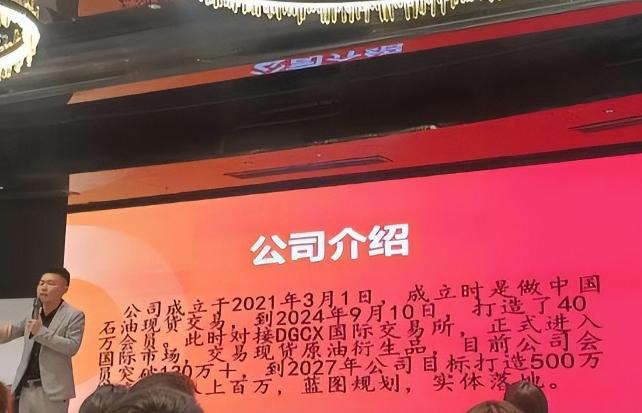 公司介绍
公司成立于2021年3月1日，成立时是做中国
石油现货交易，到2024年9月10日，打造了40
万会员。此时对接DGCX国际交易所，正式进入
国际市场，交易现货原油衍生品，目前公司会
员突破130万+，到2027年公司目标打造500万
以上百万，蓝图规划，实体落地。